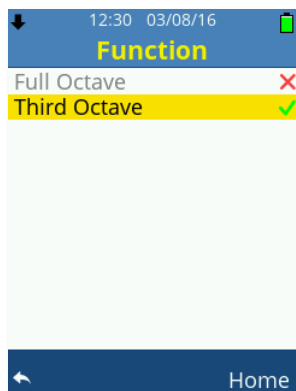 12:30 03/08/16
Function
Full Octave
Third Octave
Home